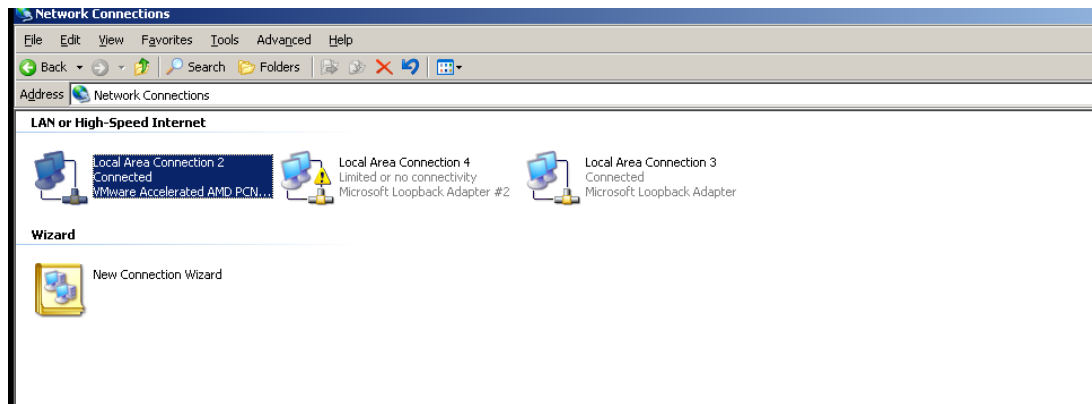 Network Connections
File Edit View Favorites Tools Advanced Help
Back Search Folders
Address Network Connections
LAN or High-Speed Internet
Local Area Connection 2
Connected
VMware Accelerated AMD PCN...
Local Area Connection 4
Limited or no connectivity
Microsoft Loopback Adapter #2
Local Area Connection 3
Connected
Microsoft Loopback Adapter
Wizard
New Connection Wizard